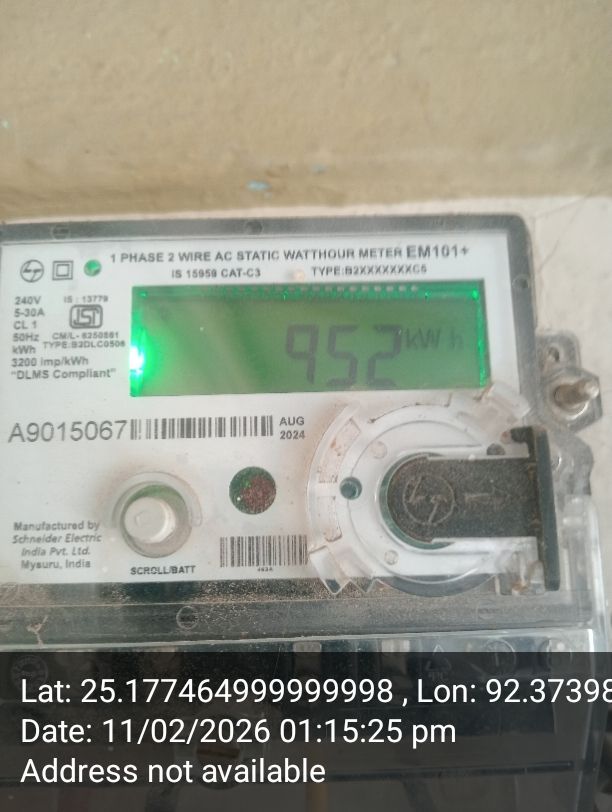 1 PHASE 2 WIRE AC STATIC WATTHOUR METER EM101+
IS 15959 CAT-C3 TYPE:B2XXXXXXXC5
240V
5-30A
CL 1
50Hz
kWh
3200 imp/kWh
"DLMS Compliant"
IS : 13779
ISI
CM/L- 8250561
TYPE:B2DLC0506
952 kWh
A9015067
AUG
2024
Manufactured by
Schneider Electric
India Pvt. Ltd.
Mysuru, India
SCROLL/BATT
Lat: 25.177464999999998 , Lon: 92.37398
Date: 11/02/2026 01:15:25 pm
Address not available